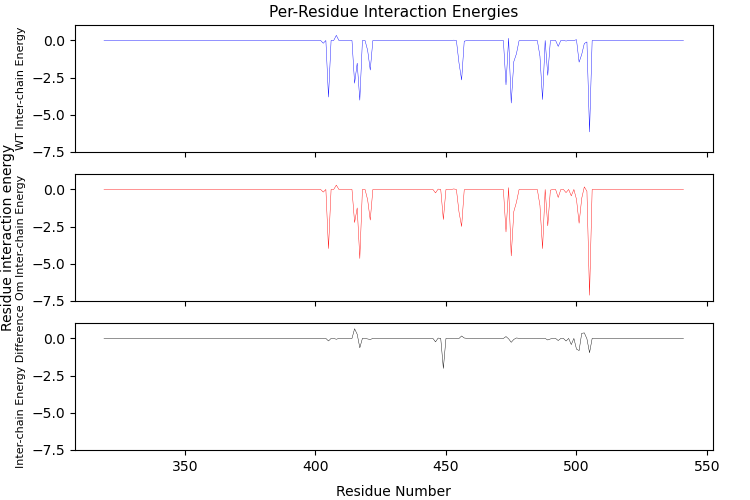 Per-Residue Interaction Energies
Residue interaction energy
WT Inter-chain Energy
0.0
−2.5
−5.0
−7.5
Om Inter-chain Energy
0.0
−2.5
−5.0
−7.5
Inter-chain Energy Difference
0.0
−2.5
−5.0
−7.5
350 400 450 500 550
Residue Number